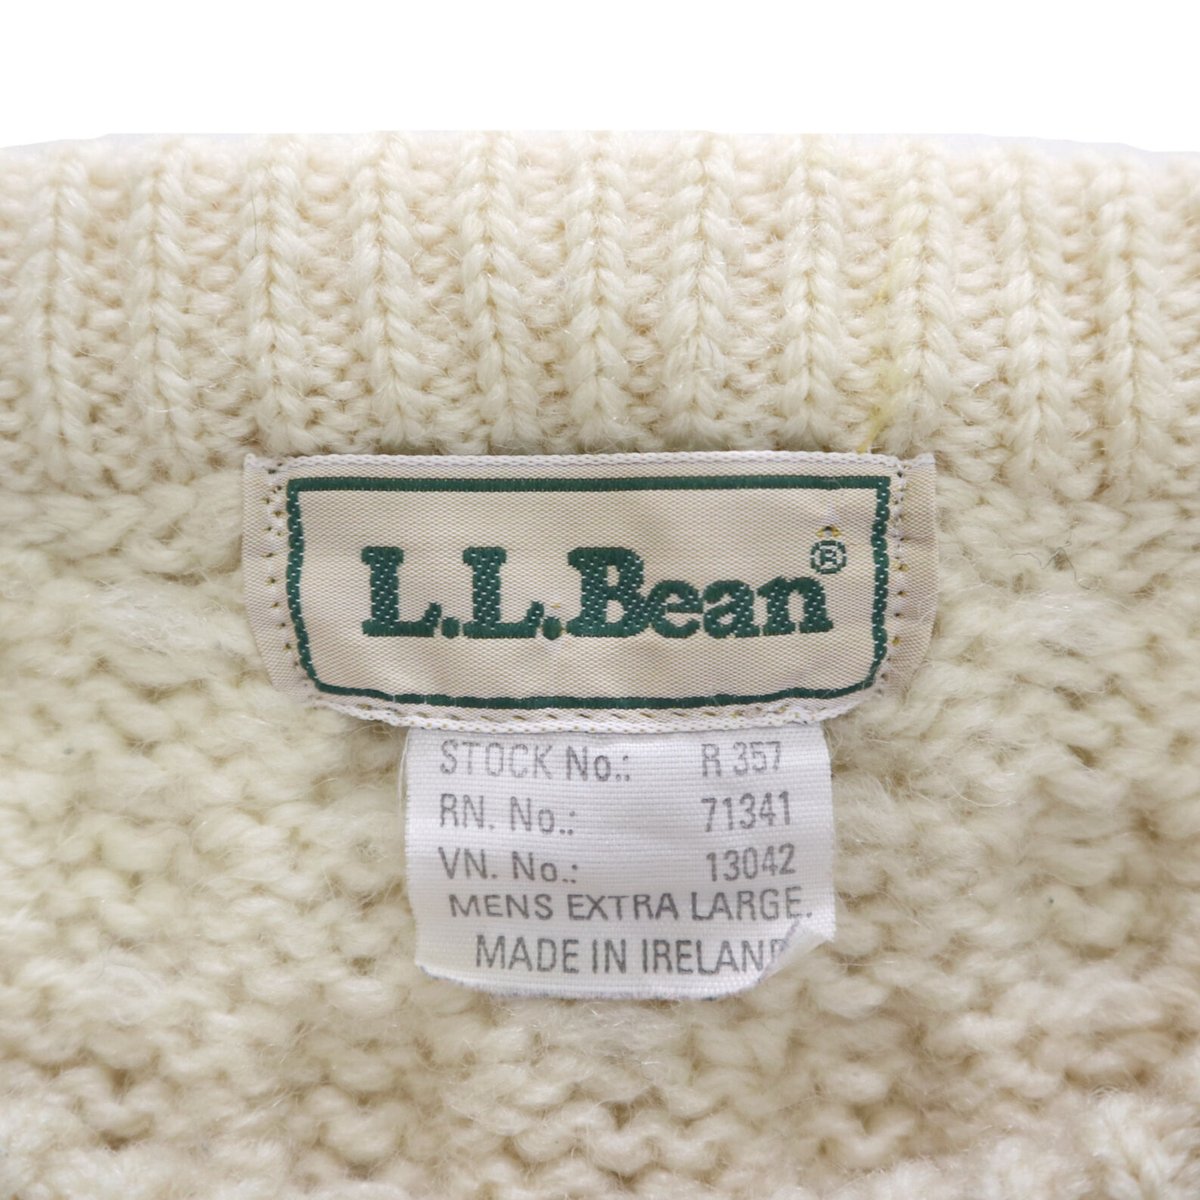 L.L.Bean®
STOCK No.: R 357
RN. No.: 71341
VN. No.: 13042
MENS EXTRA LARGE.
MADE IN IRELAND